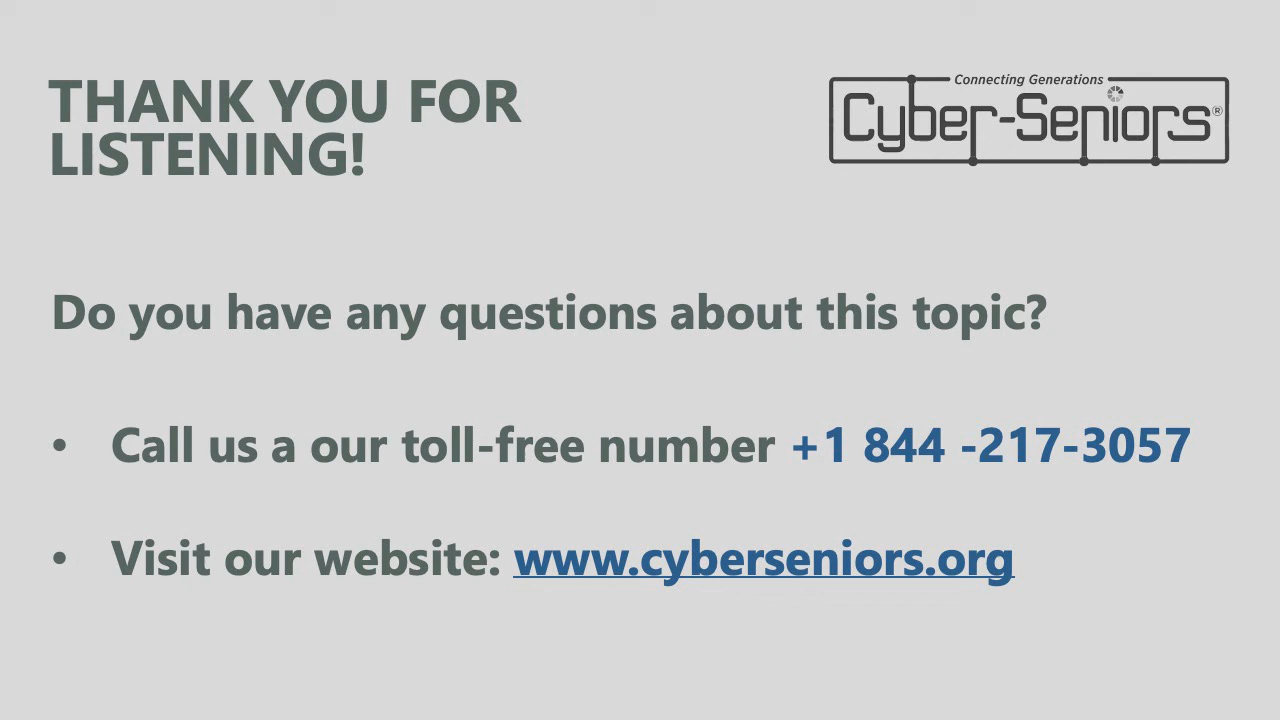 THANK YOU FOR
LISTENING!
Connecting Generations
Cyber-Seniors®
Do you have any questions about this topic?
• Call us a our toll-free number +1 844 -217-3057
• Visit our website: www.cyberseniors.org